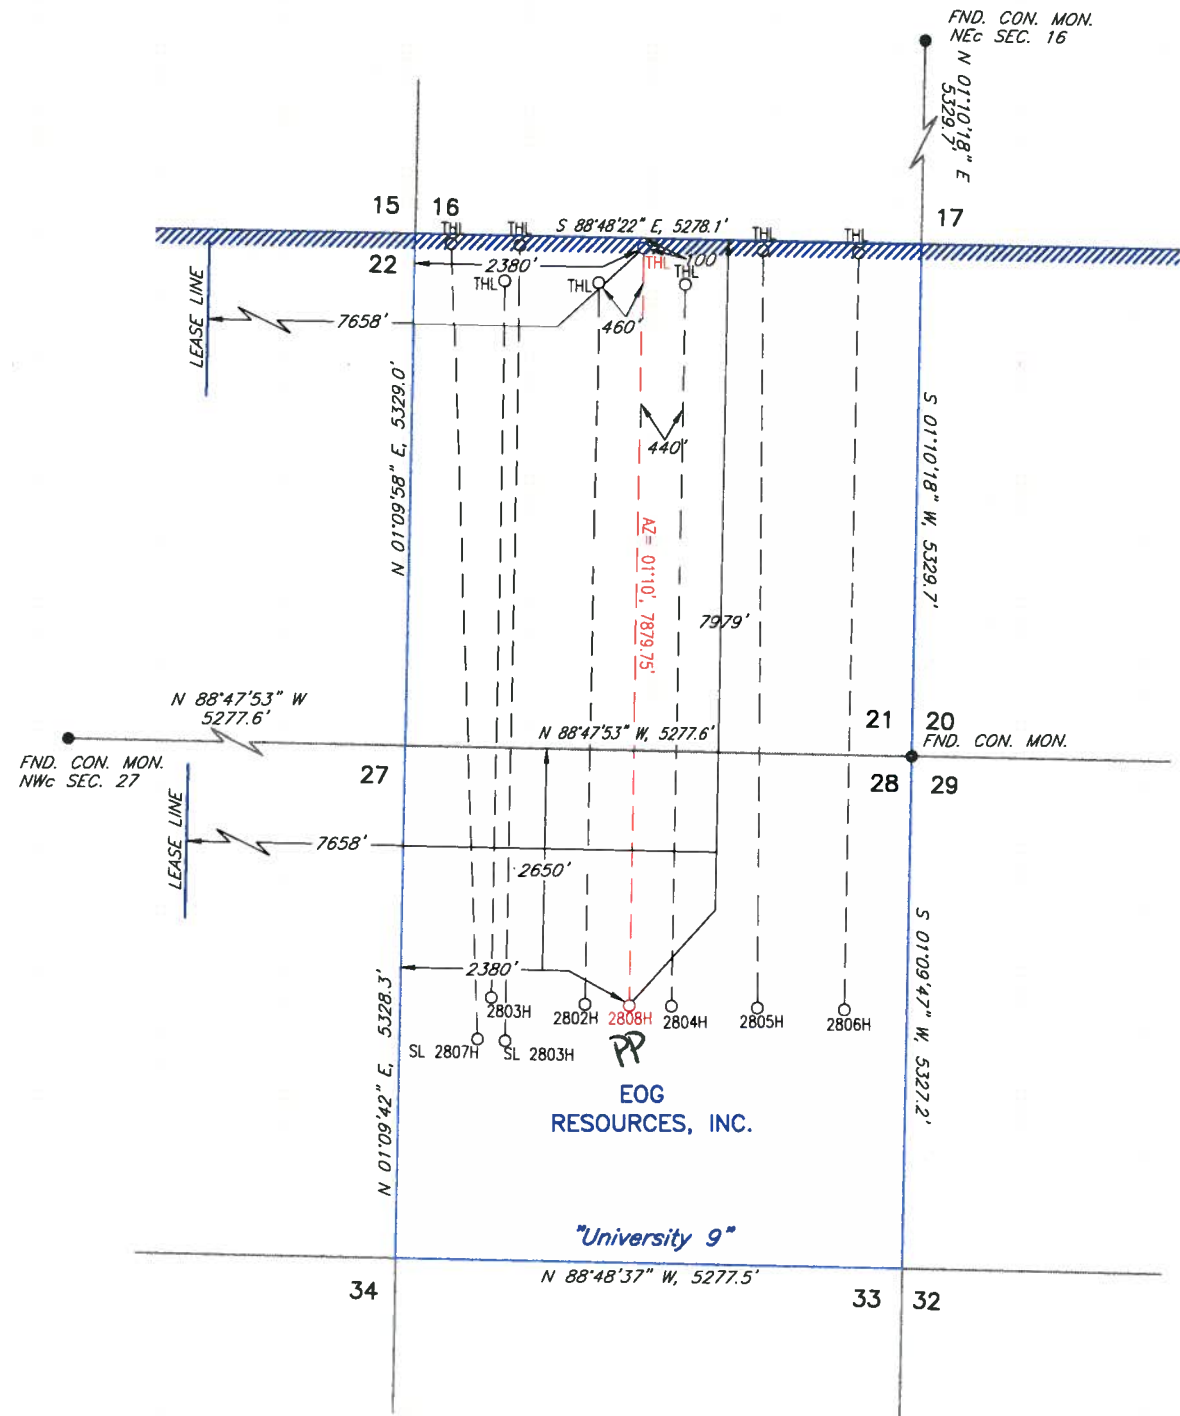 FND. CON. MON.
NEc SEC. 16
N 01°10'18" E
5329.7'
15 16
17
THL
THL
S 88°48'22" E, 5278.1'
THL
THL
22
2380'
THL
100
THL
THL
THL
LEASE LINE
7658'
460'
N 01°09'58" E, 5329.0'
440'
S 01°10'18" W, 5329.7'
AZ= 01°10', 7879.75'
7979'
N 88°47'53" W
5277.6'
N 88°47'53" W, 5277.6'
21 20
FND. CON. MON.
FND. CON. MON.
NWc SEC. 27
27
28 29
LEASE LINE
7658'
2650'
2380'
S 01°09'47" W, 5327.2'
N 01°09'42" E, 5328.3'
2803H
2802H
2808H
2804H
2805H
2806H
SL 2807H
SL 2803H
PP
EOG
RESOURCES, INC.
"University 9"
N 88°48'37" W, 5277.5'
34
33 32